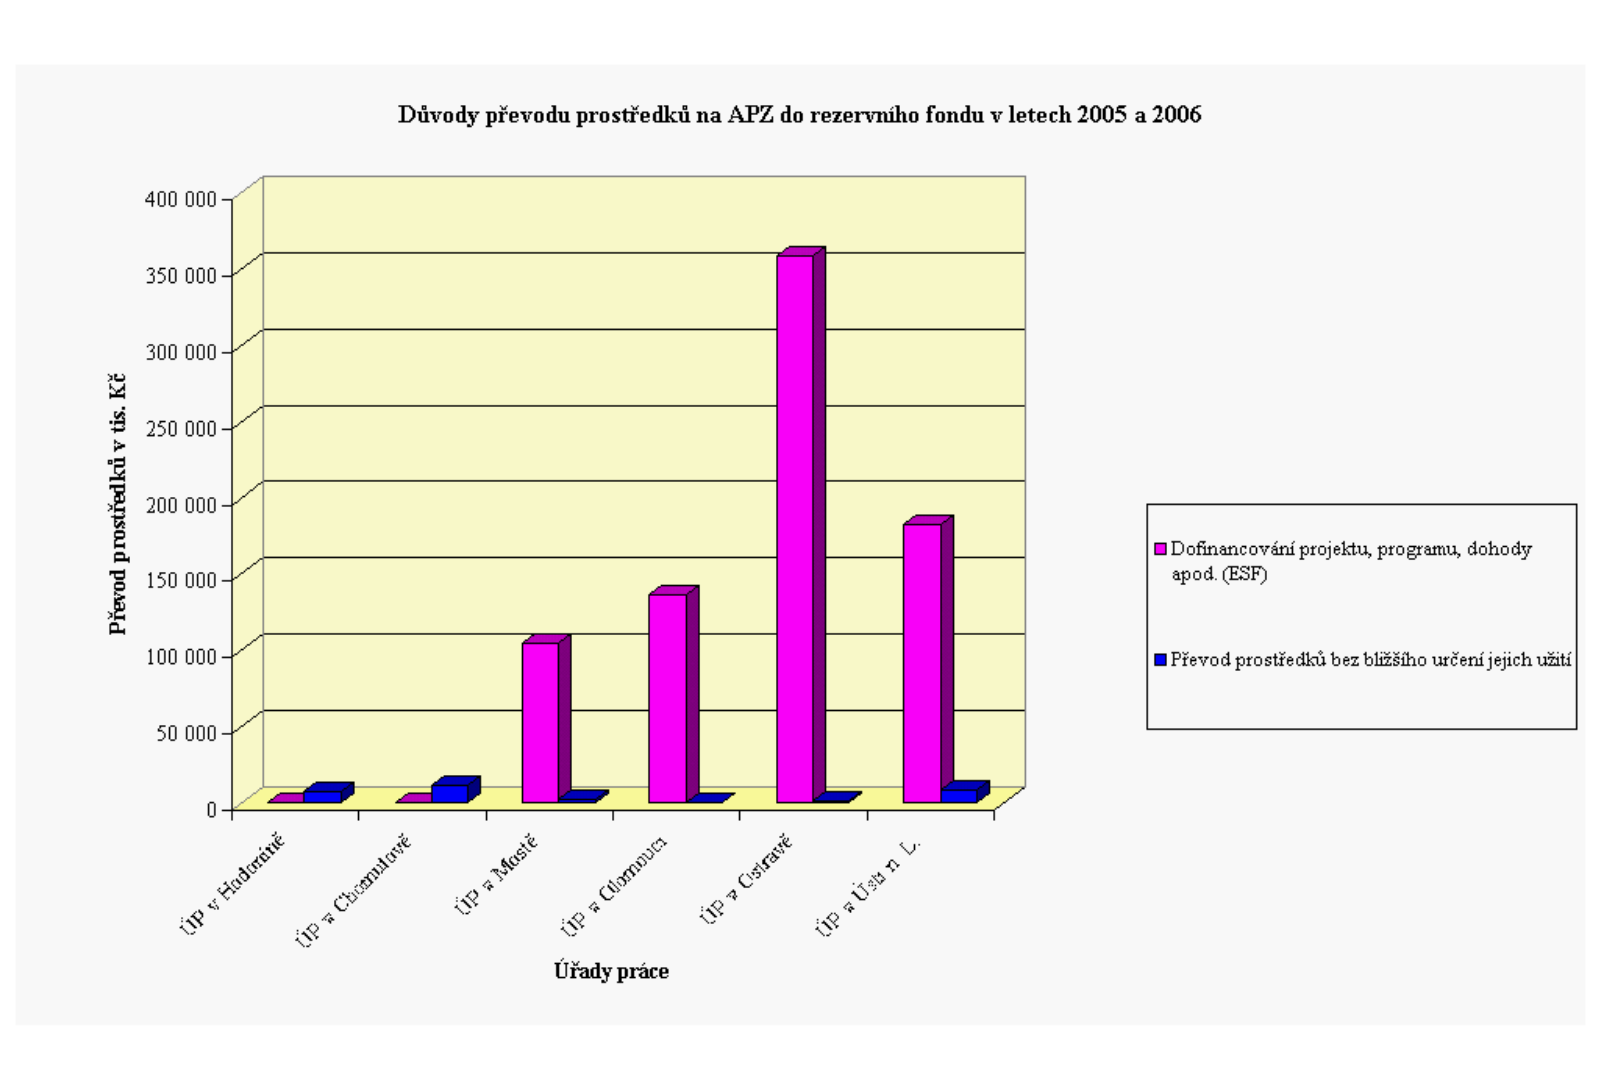 Důvody převodu prostředků na APZ do rezervního fondu v letech 2005 a 2006
Převod prostředků v tis. Kč
400 000
350 000
300 000
250 000
200 000
150 000
100 000
50 000
0
ÚP v Hodoníně
ÚP v Chomutově
ÚP v Mostě
ÚP v Olomouci
ÚP v Ostravě
ÚP v Ústí n. L.
Úřady práce
Dofinancování projektu, programu, dohody
apod. (ESF)
Převod prostředků bez bližšího určení jejich užití